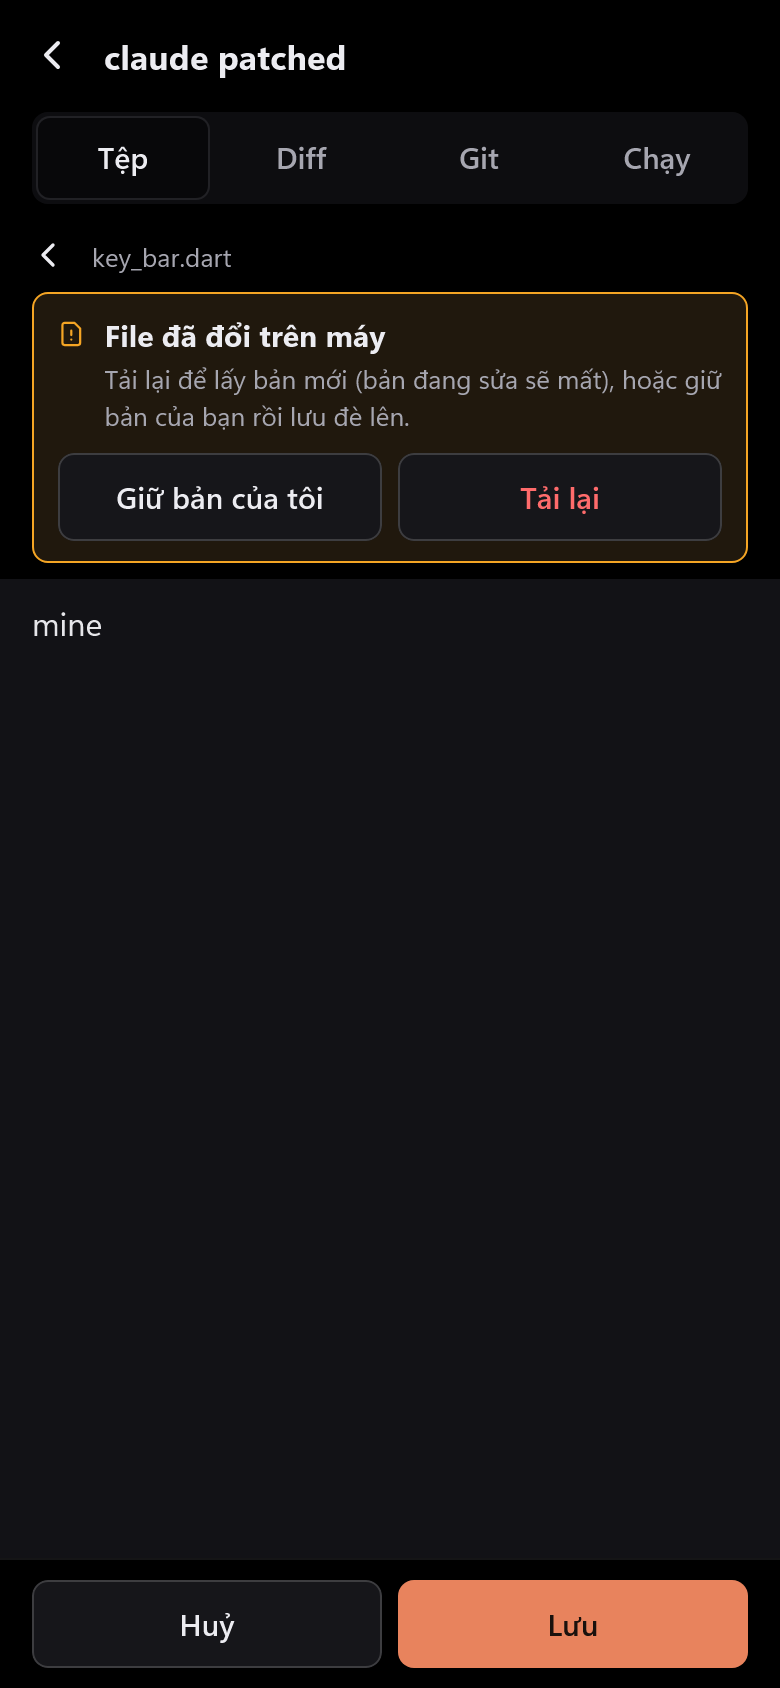 claude patched
Tệp
Diff
Git
Chạy
key_bar.dart
File đã đổi trên máy
Tải lại để lấy bản mới (bản đang sửa sẽ mất), hoặc giữ
bản của bạn rồi lưu đè lên.
Giữ bản của tôi
Tải lại
mine
Huỷ
Lưu